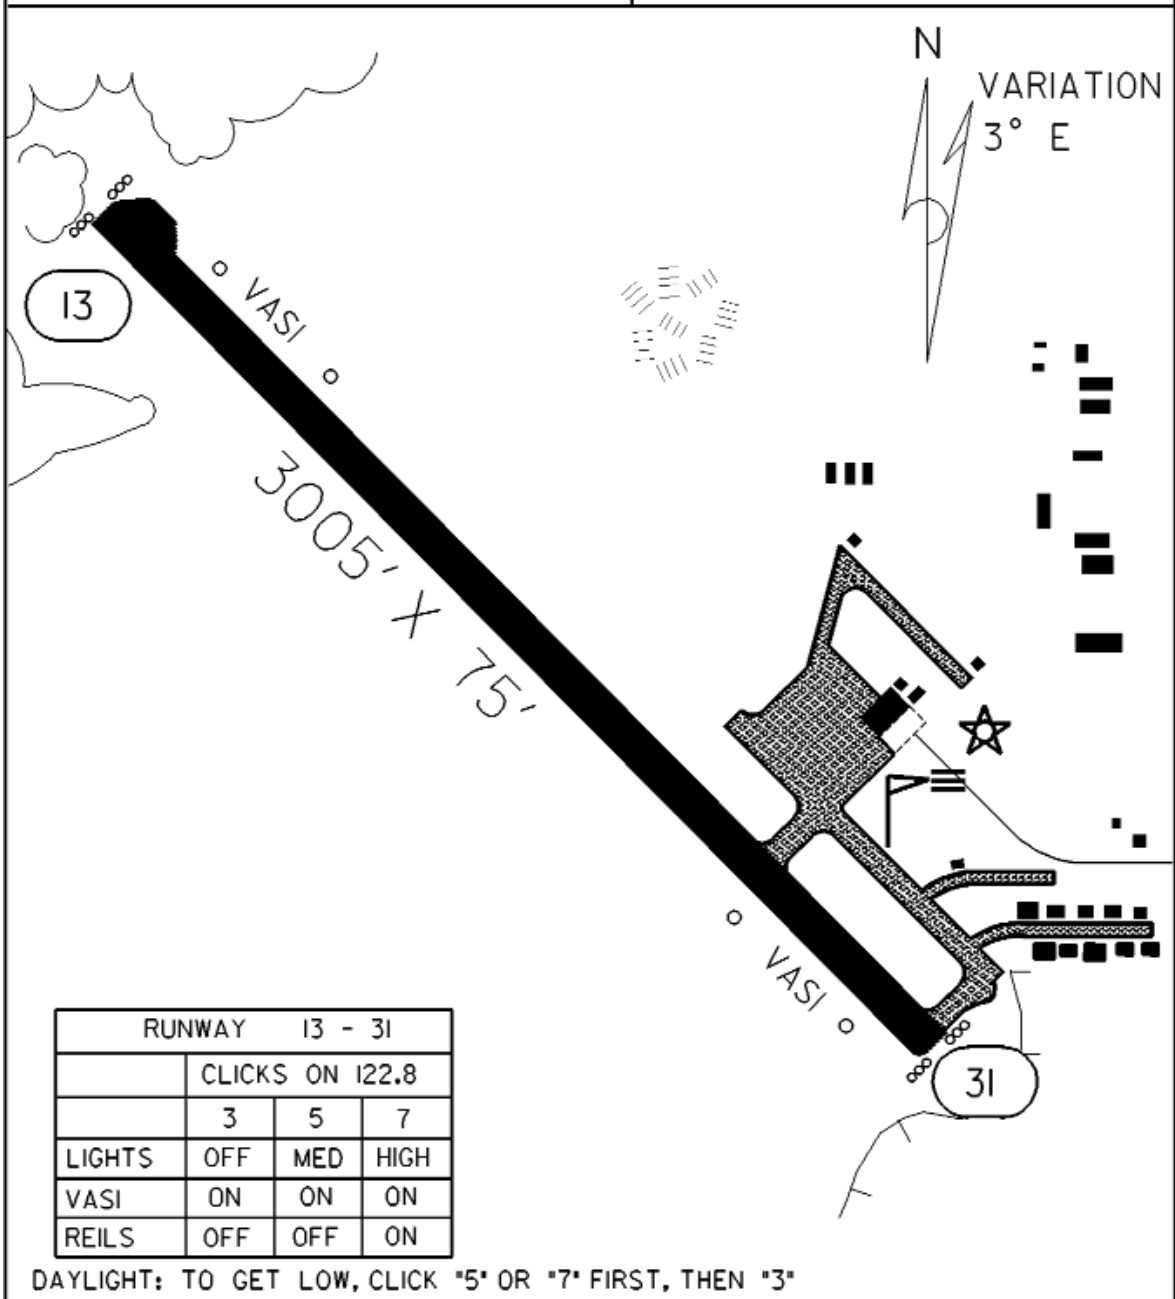 N
VARIATION
3° E
13
VASI
3005' X 75'
VASI
31
RUNWAY 13 - 31
CLICKS ON 122.8
3 5 7
LIGHTS OFF MED HIGH
VASI ON ON ON
REILS OFF OFF ON
DAYLIGHT: TO GET LOW, CLICK "5" OR "7" FIRST, THEN "3"